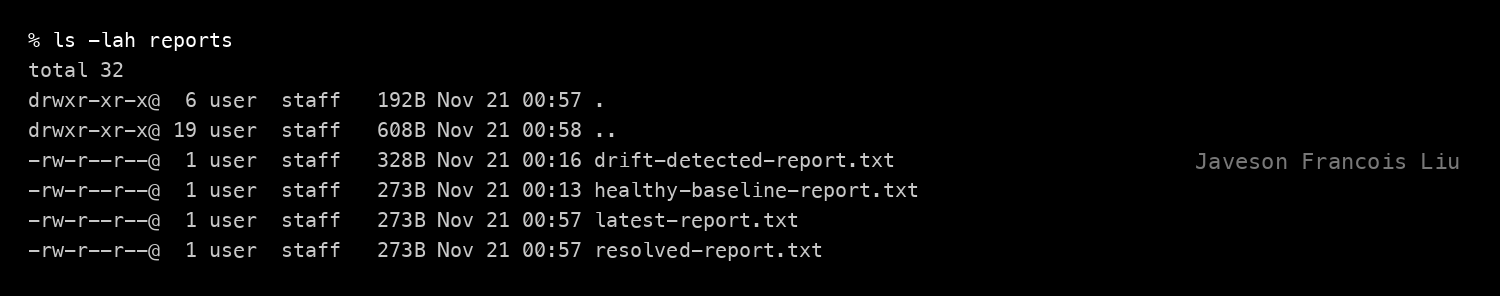 % ls -lah reports
total 32
drwxr-xr-x@  6 user  staff   192B Nov 21 00:57 .
drwxr-xr-x@ 19 user  staff   608B Nov 21 00:58 ..
-rw-r--r--@  1 user  staff   328B Nov 21 00:16 drift-detected-report.txt
Javeson Francois Liu
-rw-r--r--@  1 user  staff   273B Nov 21 00:13 healthy-baseline-report.txt
-rw-r--r--@  1 user  staff   273B Nov 21 00:57 latest-report.txt
-rw-r--r--@  1 user  staff   273B Nov 21 00:57 resolved-report.txt